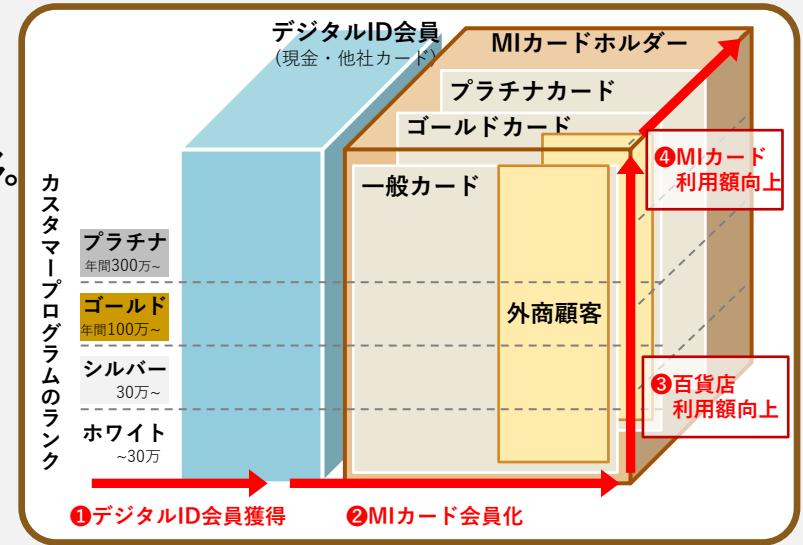 デジタルID会員
(現金・他社カード)
MIカードホルダー
プラチナカード
ゴールドカード
一般カード
外商顧客
カスタマープログラムのランク
プラチナ
年間300万~
ゴールド
年間100万~
シルバー
30万~
ホワイト
~30万
❹MIカード
利用額向上
❸百貨店
利用額向上
❶デジタルID会員獲得
❷MIカード会員化